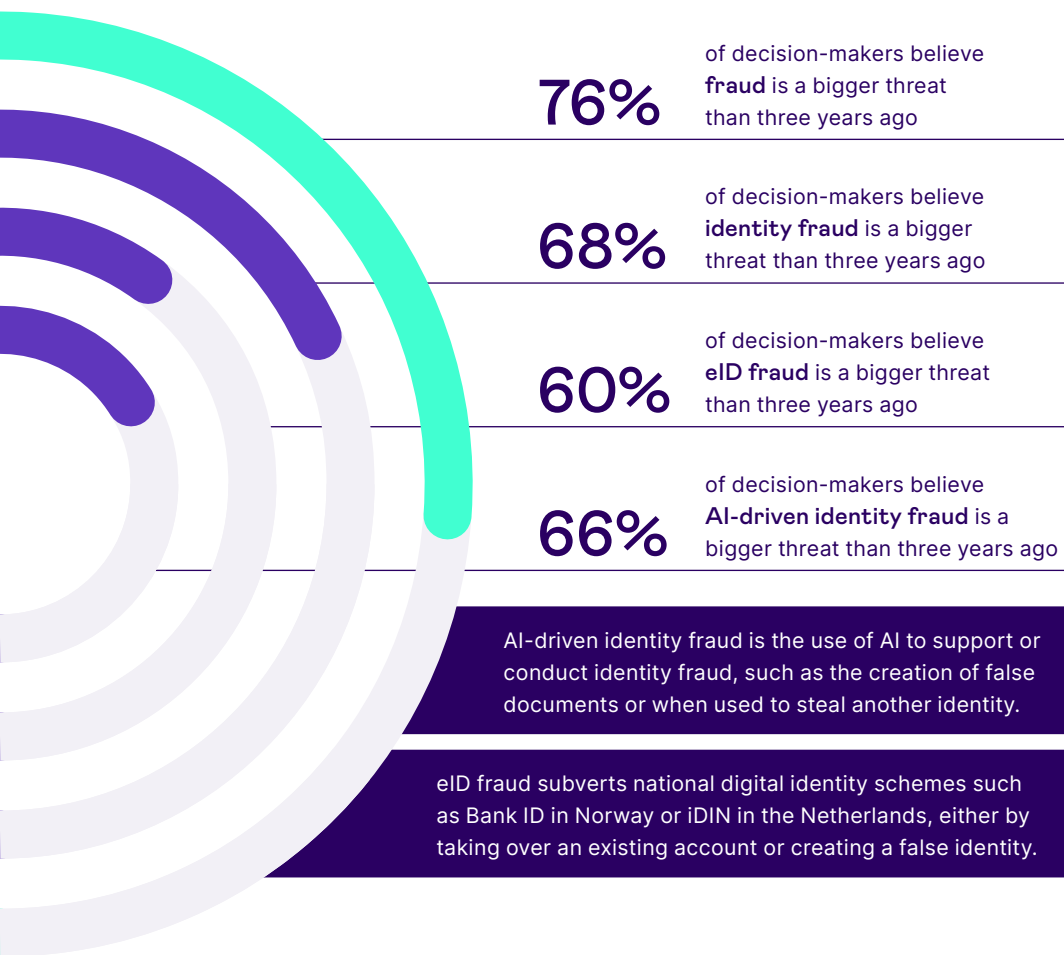 76%
of decision-makers believe
fraud is a bigger threat
than three years ago
68%
of decision-makers believe
identity fraud is a bigger
threat than three years ago
60%
of decision-makers believe
eID fraud is a bigger threat
than three years ago
66%
of decision-makers believe
AI-driven identity fraud is a
bigger threat than three years ago
AI-driven identity fraud is the use of AI to support or
conduct identity fraud, such as the creation of false
documents or when used to steal another identity.
eID fraud subverts national digital identity schemes such
as Bank ID in Norway or iDIN in the Netherlands, either by
taking over an existing account or creating a false identity.